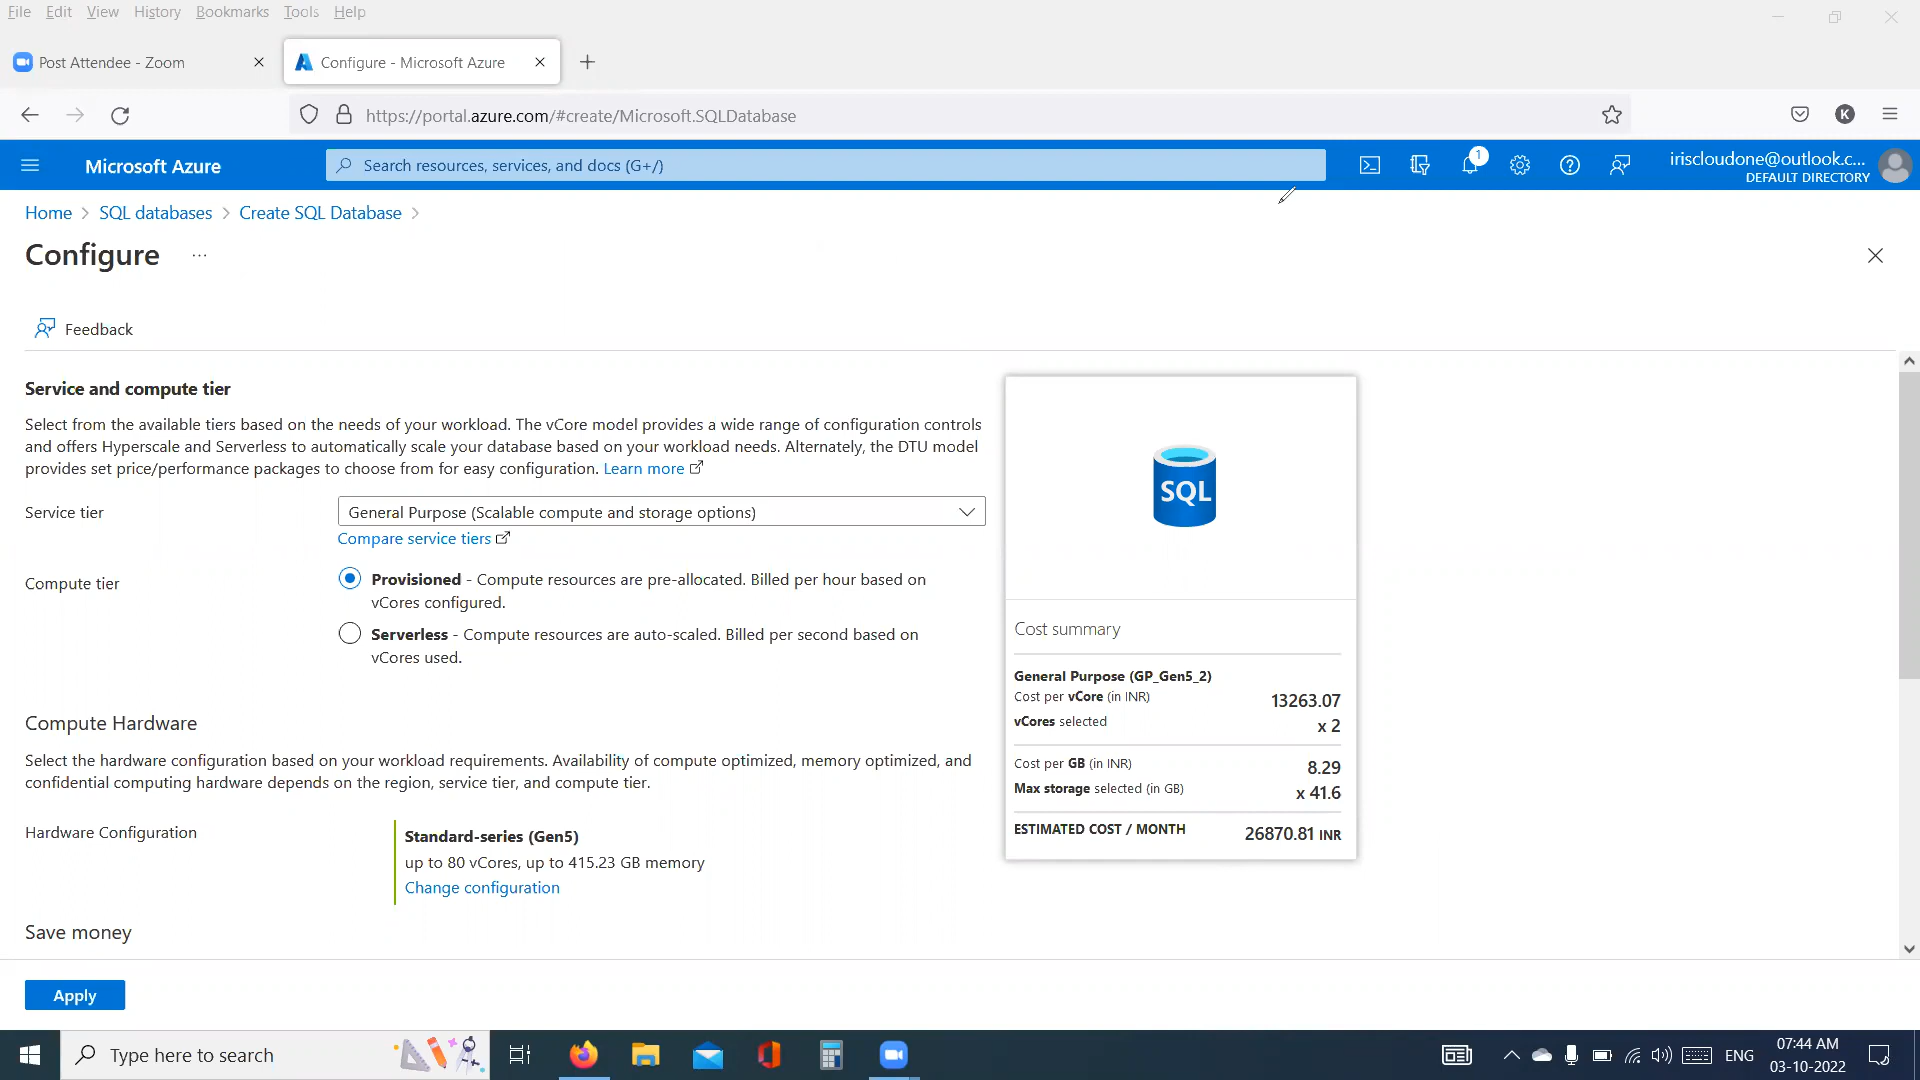 File Edit View History Bookmarks Tools Help
Post Attendee - Zoom
Configure - Microsoft Azure
https://portal.azure.com/#create/Microsoft.SQLDatabase
K
Microsoft Azure
Search resources, services, and docs (G+/)
1
iriscloudone@outlook.c...
DEFAULT DIRECTORY
Home > SQL databases > Create SQL Database >
Configure ...
Feedback
Service and compute tier
Select from the available tiers based on the needs of your workload. The vCore model provides a wide range of configuration controls
and offers Hyperscale and Serverless to automatically scale your database based on your workload needs. Alternately, the DTU model
provides set price/performance packages to choose from for easy configuration. Learn more
Service tier
General Purpose (Scalable compute and storage options)
Compare service tiers
Compute tier
Provisioned - Compute resources are pre-allocated. Billed per hour based on
vCores configured.
Serverless - Compute resources are auto-scaled. Billed per second based on
vCores used.
Compute Hardware
Select the hardware configuration based on your workload requirements. Availability of compute optimized, memory optimized, and
confidential computing hardware depends on the region, service tier, and compute tier.
Hardware Configuration
Standard-series (Gen5)
up to 80 vCores, up to 415.23 GB memory
Change configuration
Save money
SQL
Cost summary
General Purpose (GP_Gen5_2)
Cost per vCore (in INR) 13263.07
vCores selected x 2
Cost per GB (in INR) 8.29
Max storage selected (in GB) x 41.6
ESTIMATED COST / MONTH 26870.81 INR
Apply
Type here to search
ENG
07:44 AM
03-10-2022